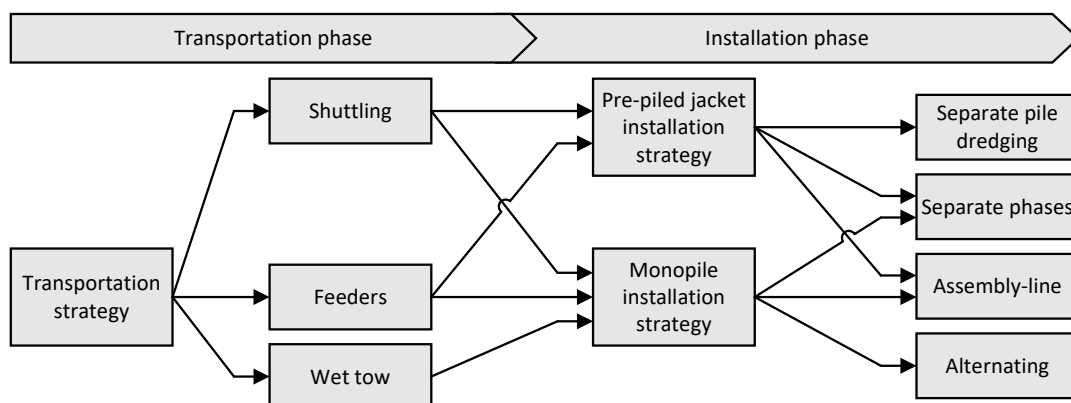 Transportation phase
Installation phase
Shuttling
Pre-piled jacket
installation
strategy
Separate pile
dredging
Separate phases
Transportation
strategy
Feeders
Monopile
installation
strategy
Assembly-line
Wet tow
Alternating